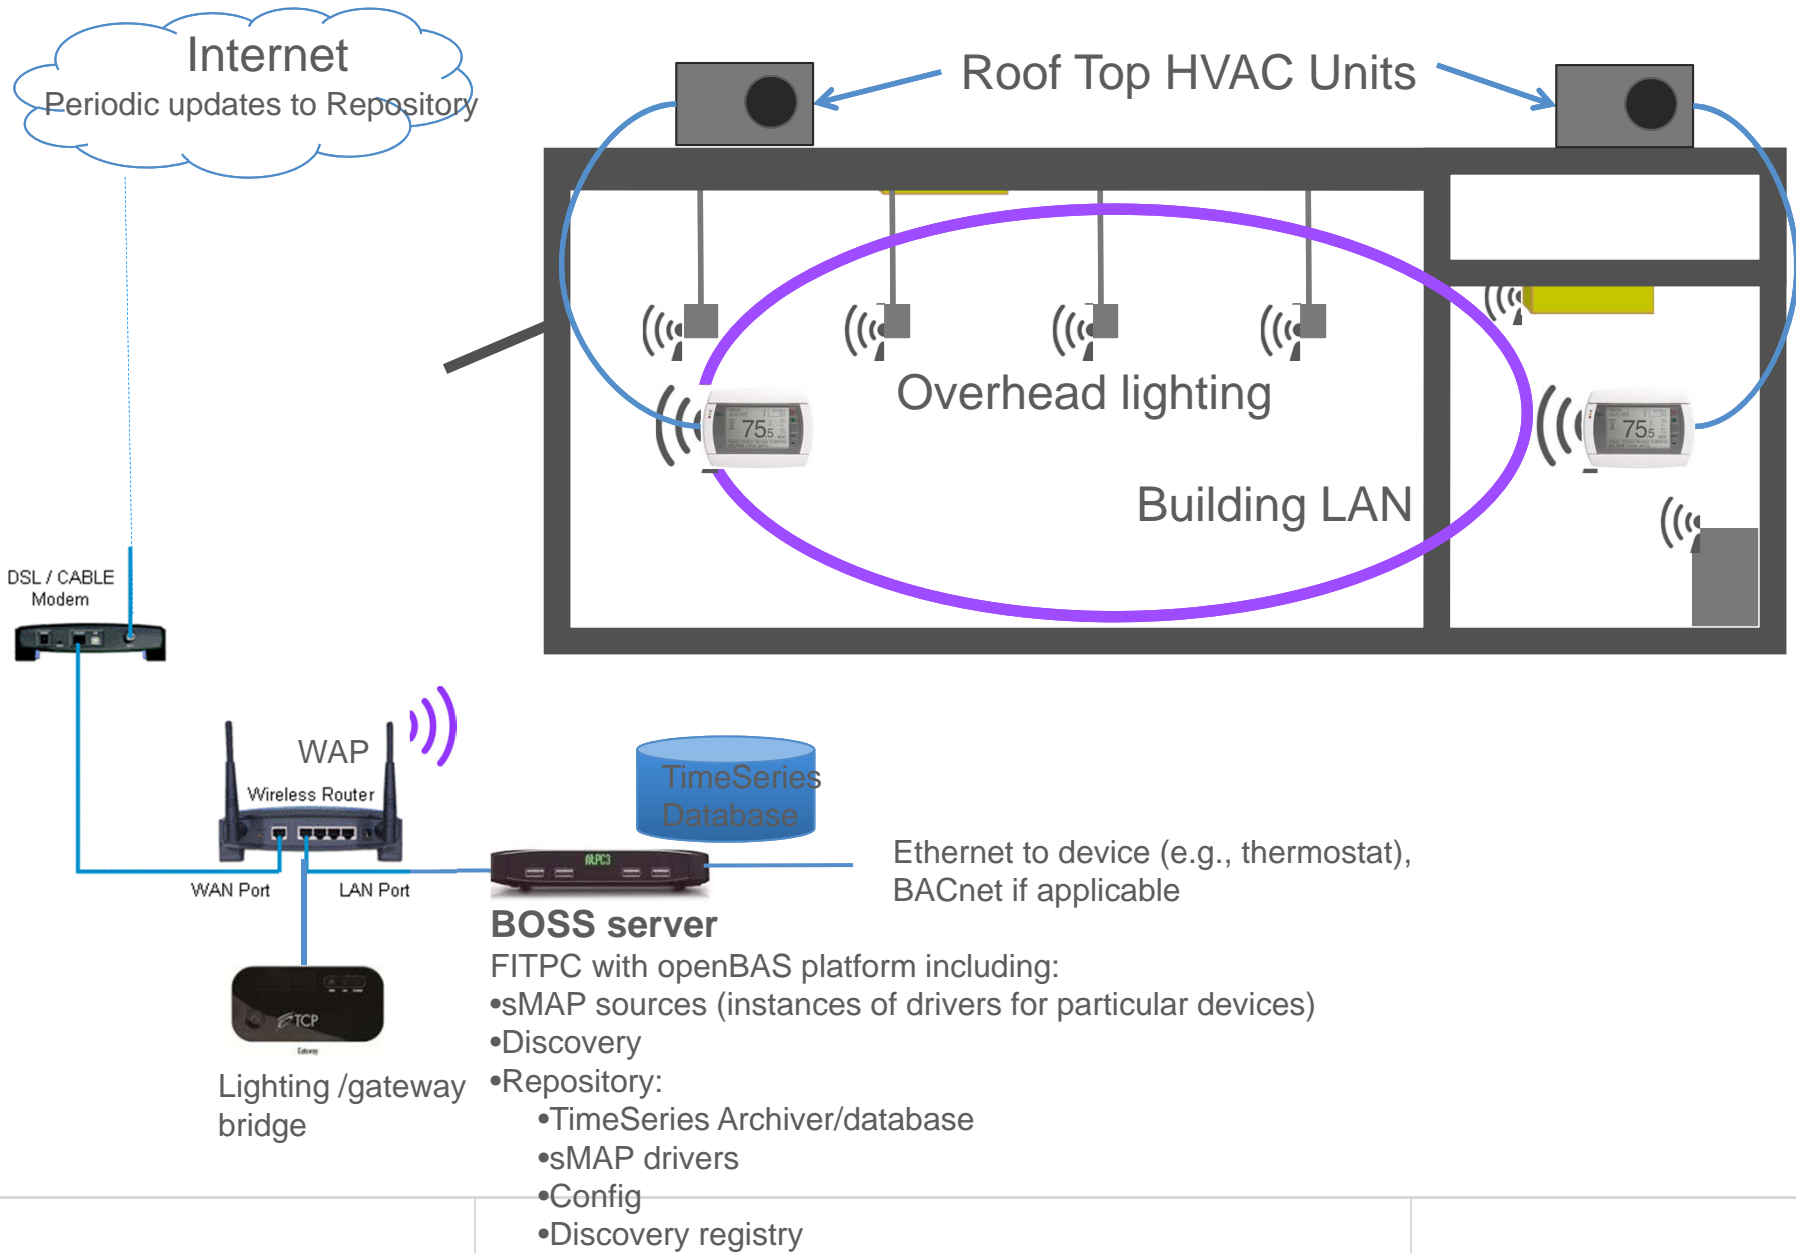 Internet
Periodic updates to Repository
Roof Top HVAC Units
Overhead lighting
75.5
75.5
Building LAN
DSL / CABLE
Modem
WAP
Wireless Router
TimeSeries
Database
WAN Port
LAN Port
Ethernet to device (e.g., thermostat),
BACnet if applicable
TCP
Gateway
Lighting /gateway
bridge
BOSS server
FITPC with openBAS platform including:
•sMAP sources (instances of drivers for particular devices)
•Discovery
•Repository:
•TimeSeries Archiver/database
•sMAP drivers
•Config
•Discovery registry